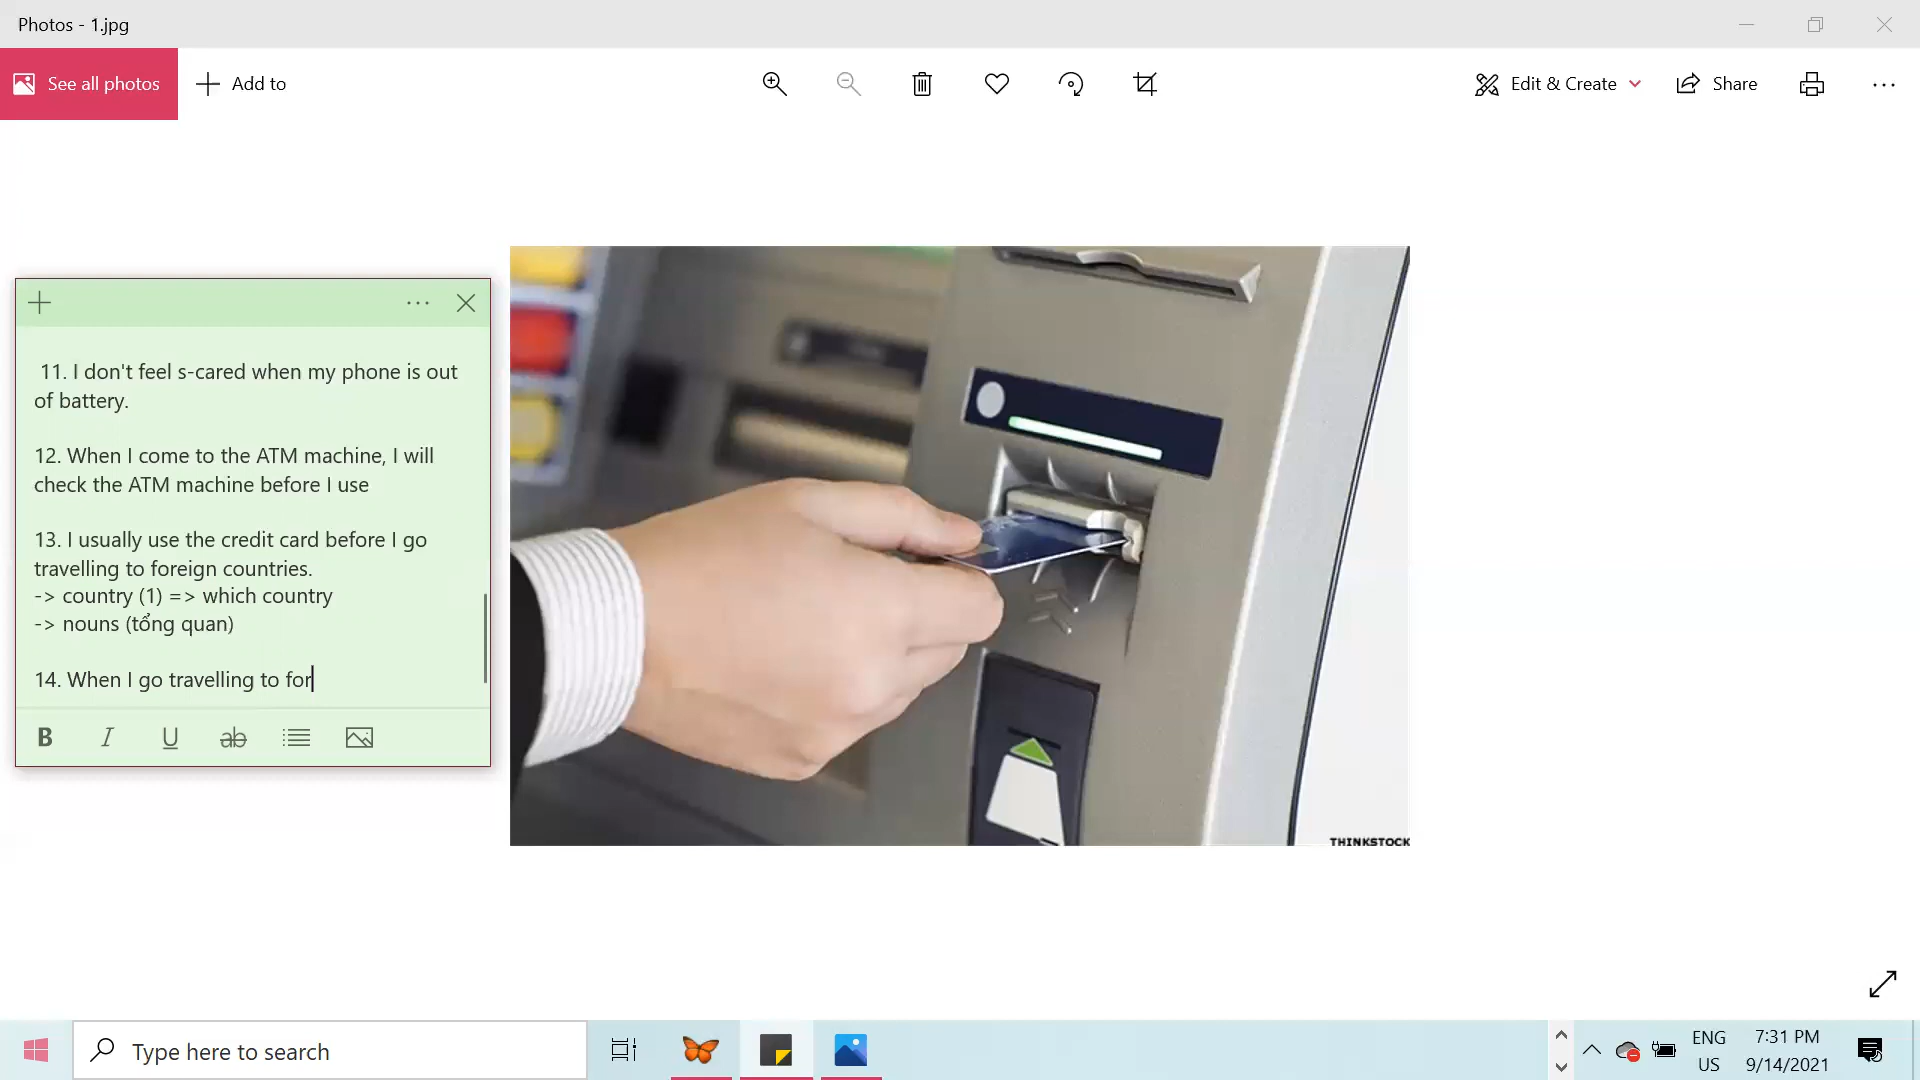 Photos - 1.jpg
See all photos
Add to
Edit & Create
Share
11. I don't feel s-cared when my phone is out
of battery.
12. When I come to the ATM machine, I will
check the ATM machine before I use
13. I usually use the credit card before I go
travelling to foreign countries.
-> country (1) => which country
-> nouns (tổng quan)
14. When I go travelling to for
B I U ab
THINKSTOCK
Type here to search
ENG
US
7:31 PM
9/14/2021